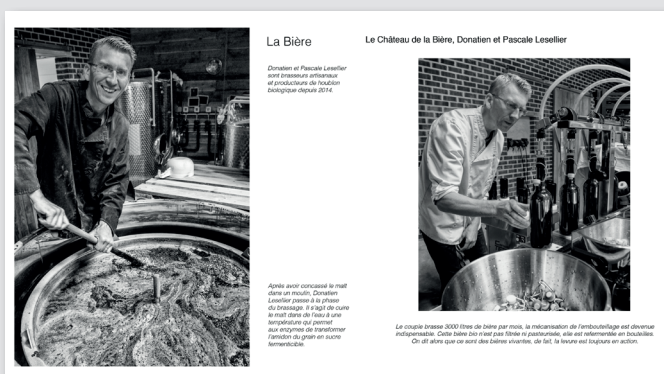 La Bière
Donatien et Pascale Lesellier
sont brasseurs artisanaux
et producteurs de houblon
biologique depuis 2014.
Après avoir concassé le malt
dans un moulin, Donatien
Lesellier passe à la phase
du brassage. Il s'agit de cuire
le malt dans de l'eau à une
température qui permet
aux enzymes de transformer
l'amidon du grain en sucre
fermenticible.
Le Château de la Bière, Donatien et Pascale Lesellier
Le couple brasse 3000 litres de bière par mois, la mécanisation de l'embouteillage est devenue
indispensable. Cette bière bio n'est pas filtrée ni pasteurisée, elle est refermentée en bouteilles.
On dit alors que ce sont des bières vivantes, de fait, la levure est toujours en action.